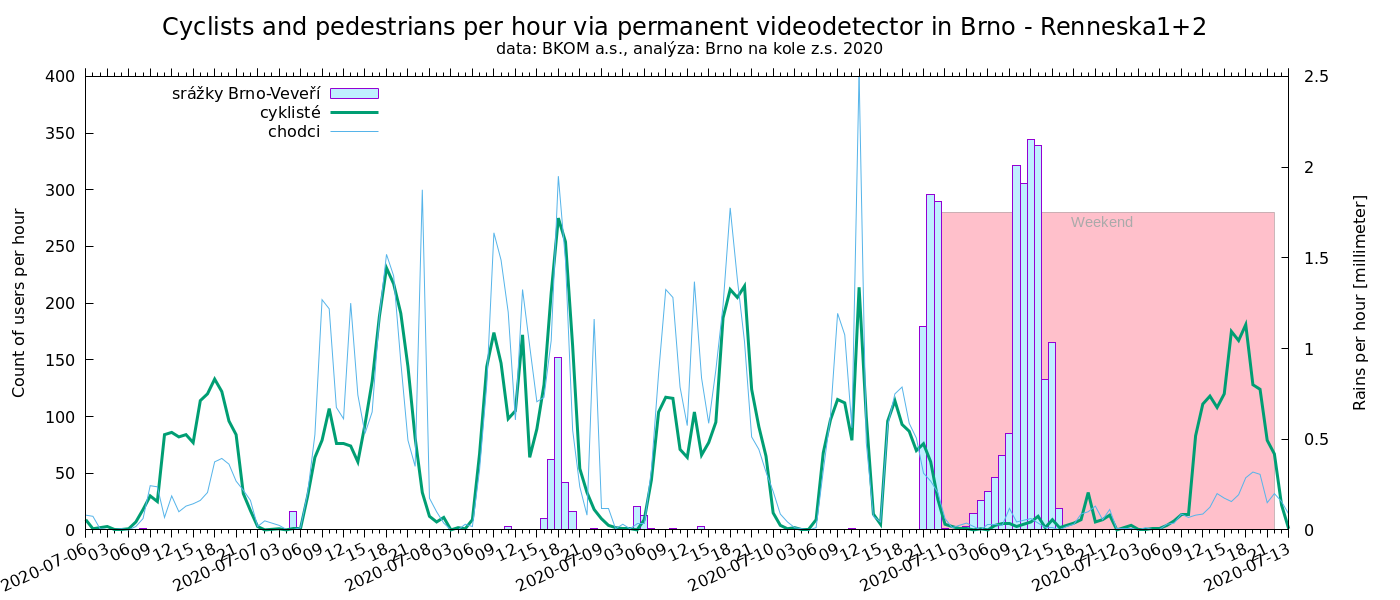 Cyclists and pedestrians per hour via permanent videodetector in Brno - Renneska1+2
data: BKOM a.s., analýza: Brno na kole z.s. 2020
srážky Brno-Veveří
cyklisté
chodci
Weekend
Count of users per hour
400
350
300
250
200
150
100
50
0
Rains per hour [millimeter]
2.5
2
1.5
1
0.5
0
2020-07-06 03 06 09 12 15 18 21 2020-07-07 03 06 09 12 15 18 21 2020-07-08 03 06 09 12 15 18 21 2020-07-09 03 06 09 12 15 18 21 2020-07-10 03 06 09 12 15 18 21 2020-07-11 03 06 09 12 15 18 21 2020-07-12 03 06 09 12 15 18 21 2020-07-13